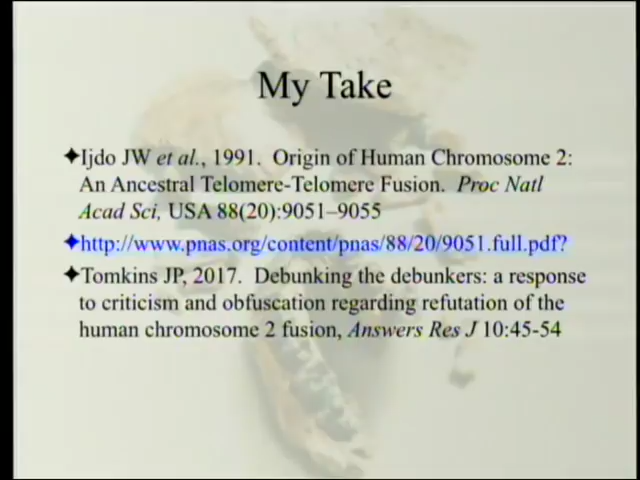 My Take
✦Ijdo JW et al., 1991. Origin of Human Chromosome 2:
An Ancestral Telomere-Telomere Fusion. Proc Natl
Acad Sci, USA 88(20):9051–9055
✦http://www.pnas.org/content/pnas/88/20/9051.full.pdf?
✦Tomkins JP, 2017. Debunking the debunkers: a response
to criticism and obfuscation regarding refutation of the
human chromosome 2 fusion, Answers Res J 10:45-54